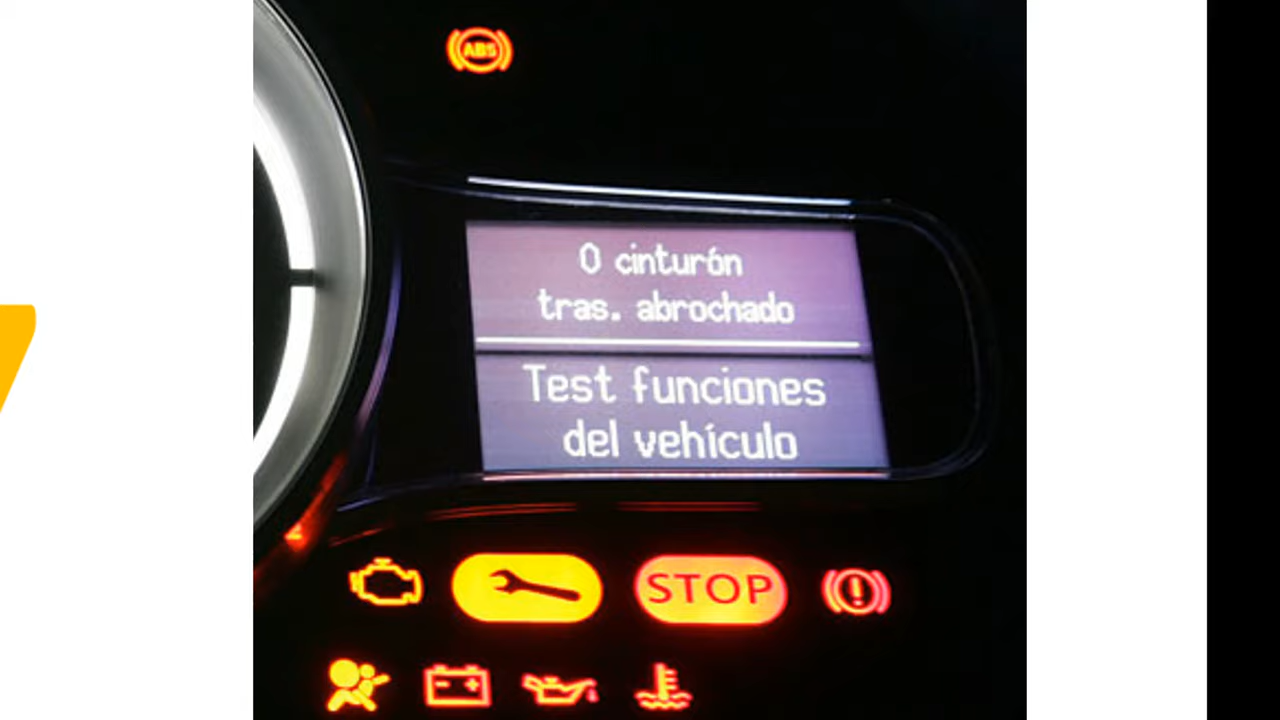 ABS
0 cinturón
tras. abrochado
Test funciones
del vehículo
STOP